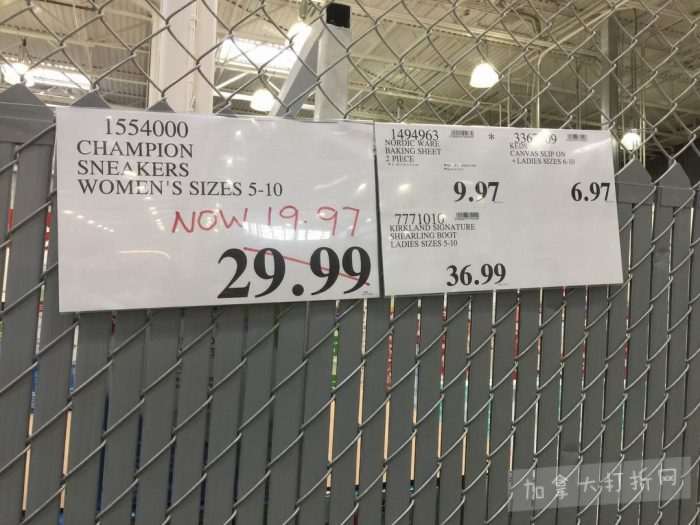 1554000
CHAMPION
SNEAKERS
WOMEN'S SIZES 5-10
NOW 19.97
29.99
1494963
NORDIC WARE
BAKING SHEET
2 PIECE
9.97
*
KEDS
CANVAS SLIP ON
+ LADIES SIZES 6-10
6.97
7771010
KIRKLAND SIGNATURE
SHEARLING BOOT
LADIES SIZES 5-10
36.99
加拿大打折网